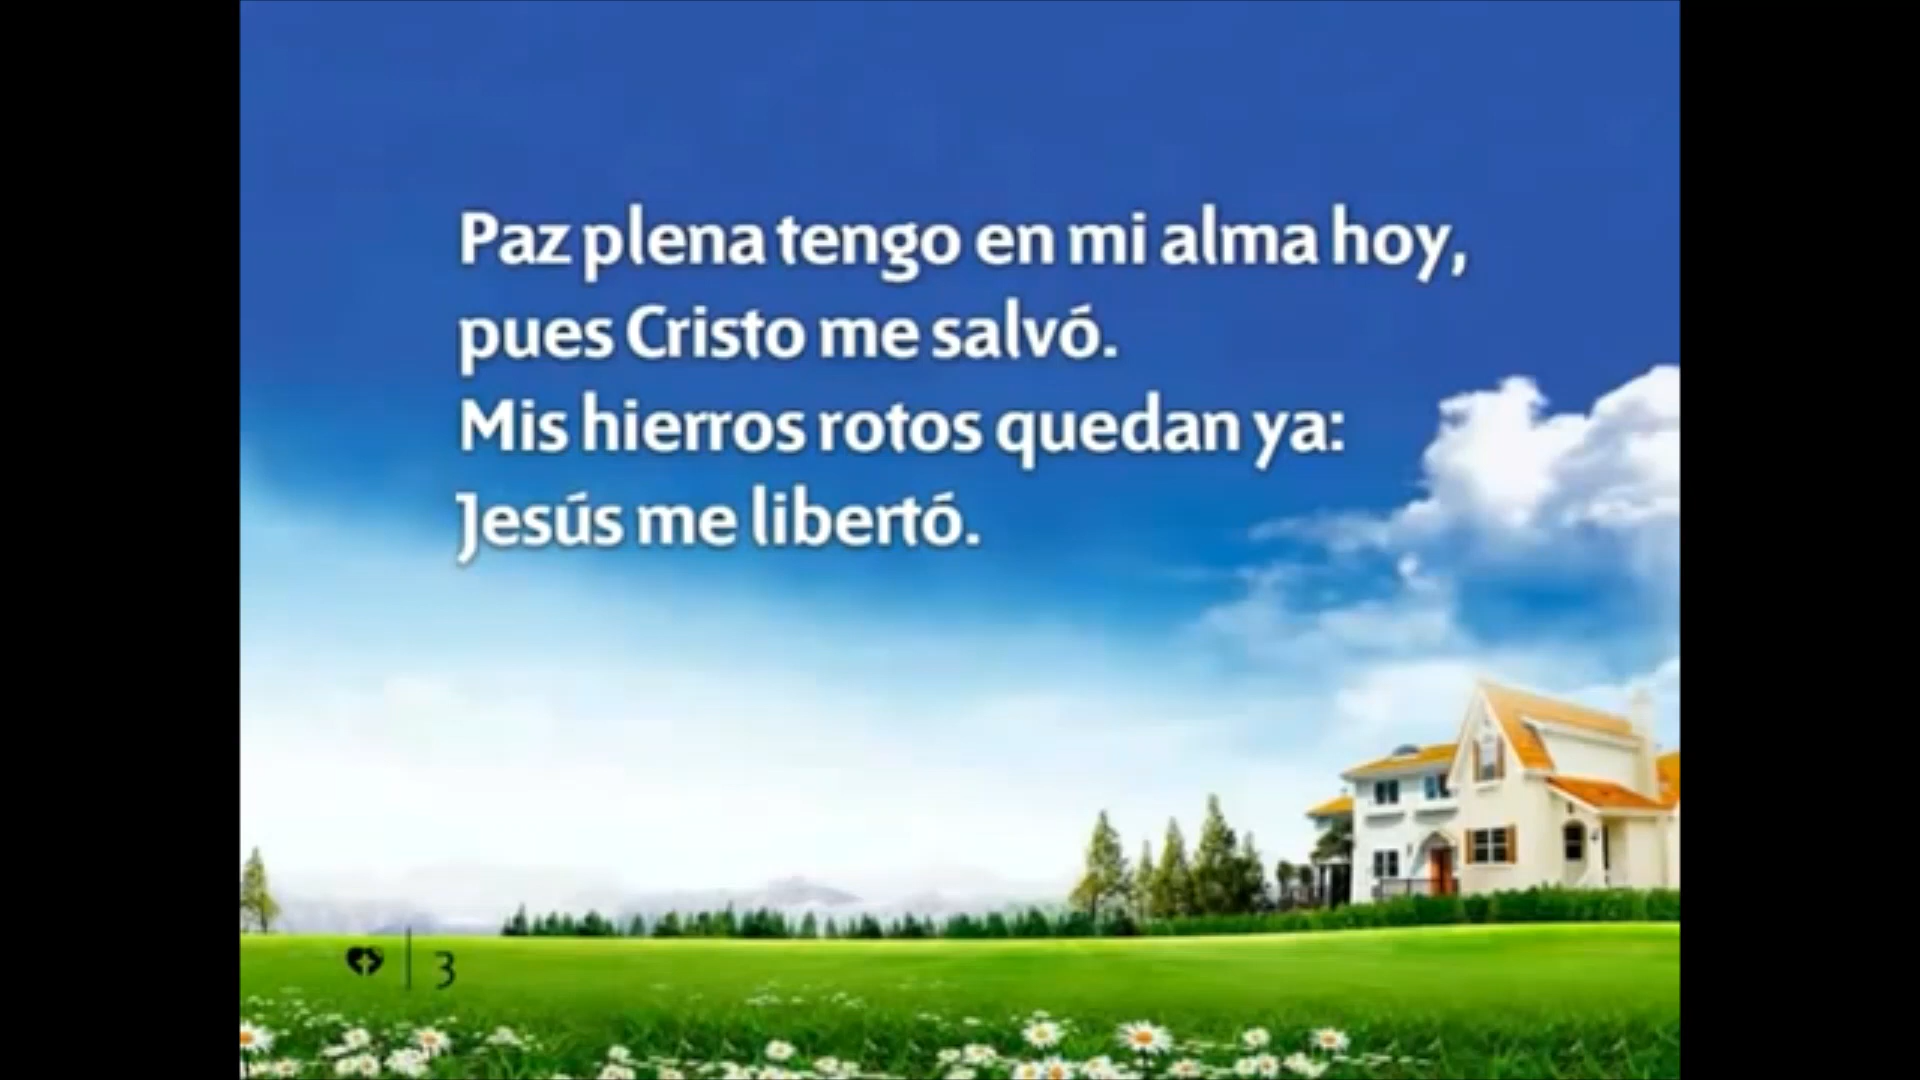 Paz plena tengo en mi alma hoy,
pues Cristo me salvó.
Mis hierros rotos quedan ya:
Jesús me libertó.
3